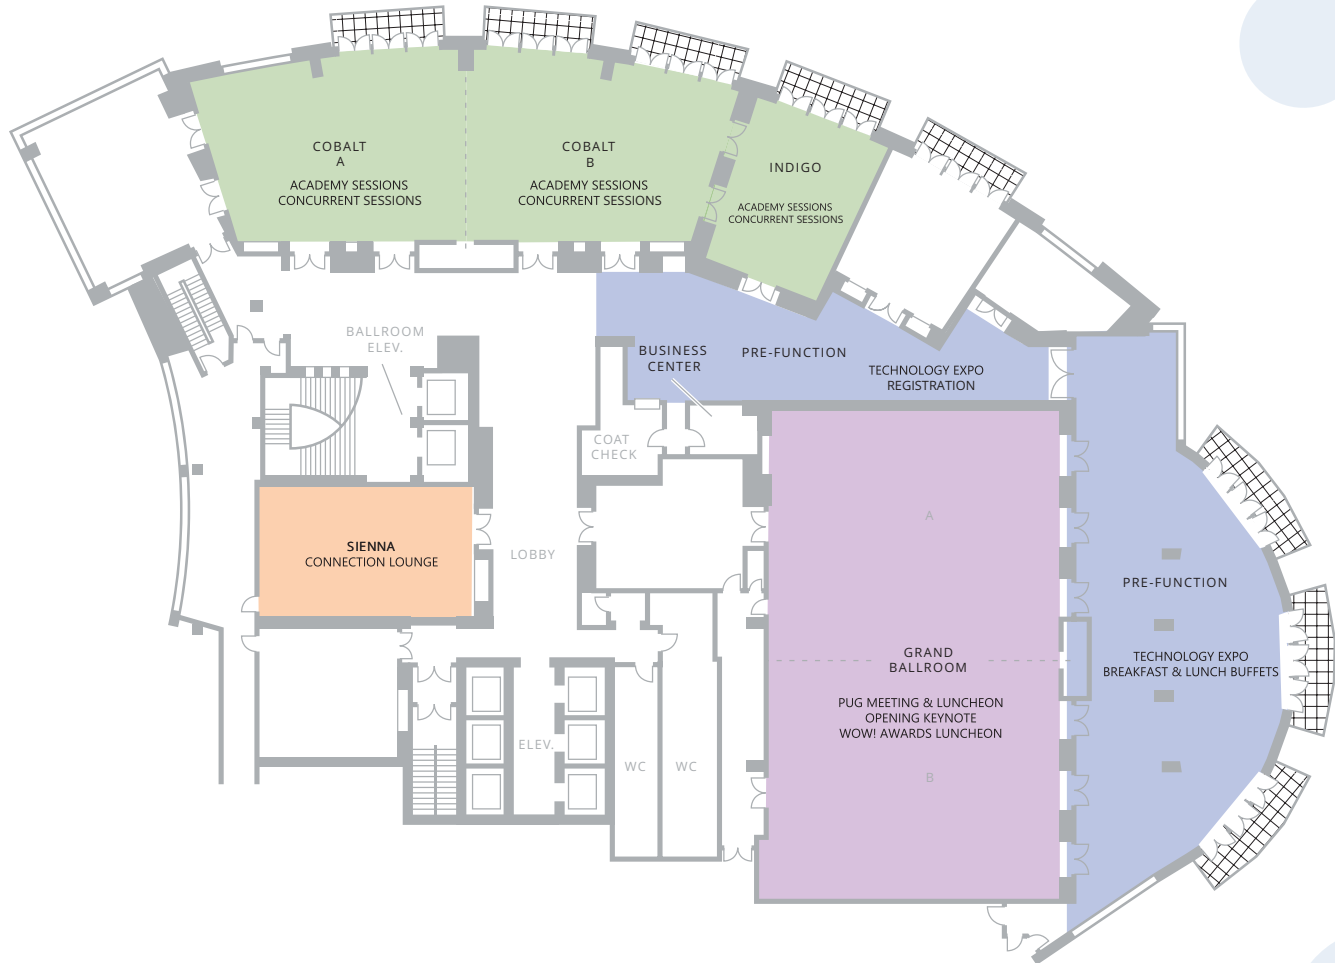 COBALT
A
ACADEMY SESSIONS
CONCURRENT SESSIONS
COBALT
B
ACADEMY SESSIONS
CONCURRENT SESSIONS
INDIGO
ACADEMY SESSIONS
CONCURRENT SESSIONS
BALLROOM
ELEV.
BUSINESS
CENTER
PRE-FUNCTION
TECHNOLOGY EXPO
REGISTRATION
COAT
CHECK
SIENNA
CONNECTION LOUNGE
LOBBY
A
GRAND
BALLROOM
PUG MEETING & LUNCHEON
OPENING KEYNOTE
WOW! AWARDS LUNCHEON
B
PRE-FUNCTION
TECHNOLOGY EXPO
BREAKFAST & LUNCH BUFFETS
ELEV.
WC
WC